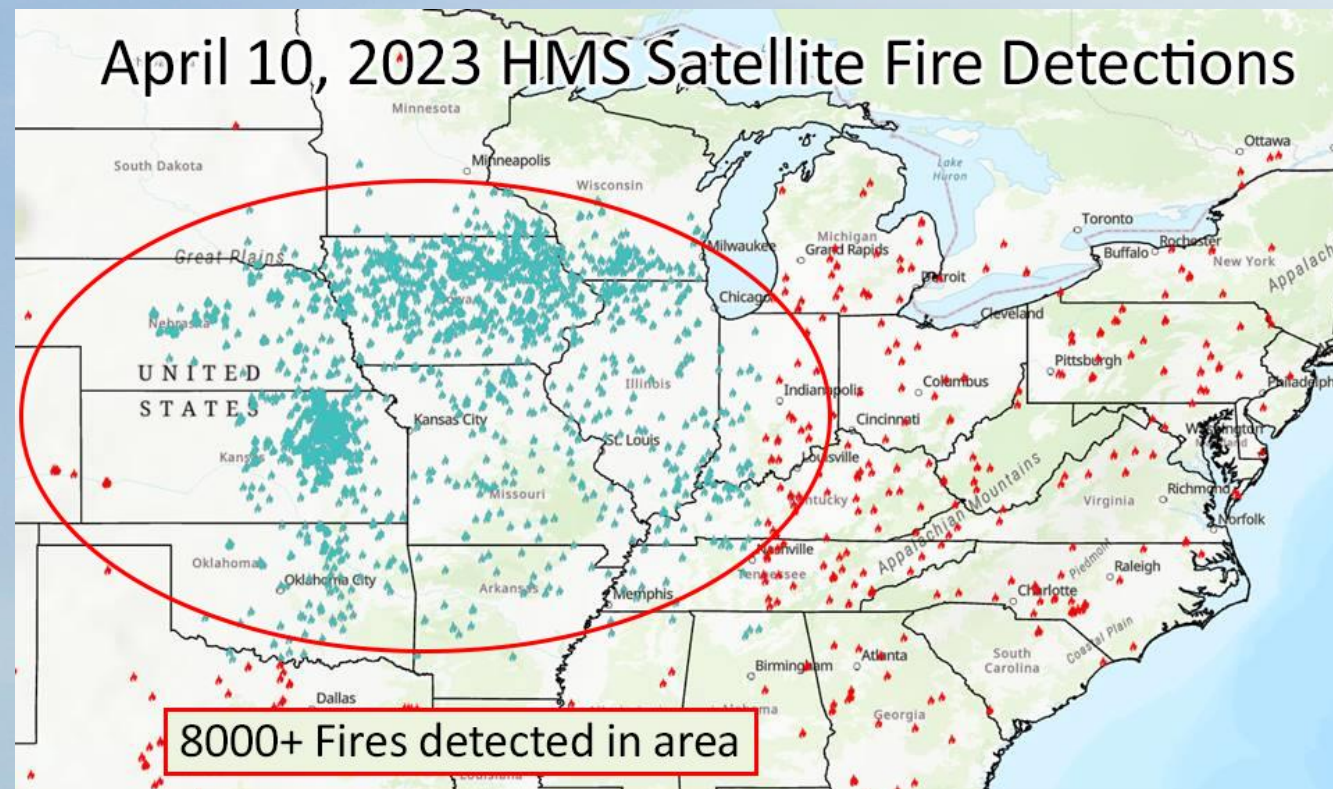 April 10, 2023 HMS Satellite Fire Detections
Minnesota
Ottawa
South Dakota
Minneapolis
Lake
Huron
Wisconsin
Toronto
Great Plains
Milwaukee
Michigan
Grand Rapids
Buffalo
Rochester
New York
Detroit
Chicago
Iowa
Cleveland
Nebraska
UNITED
STATES
Illinois
Indianapolis
Columbus
Pittsburgh
Kansas City
Cincinnati
St. Louis
Kansas
Louisville
Missouri
Kentucky
Appalachian Mountains
Virginia
Richmond
Norfolk
Oklahoma
Oklahoma City
Nashville
Tennessee
Arkansas
Memphis
Piedmont
Raleigh
Charlotte
Coastal Plain
South
Carolina
Birmingham
Atlanta
Georgia
Dallas
8000+ Fires detected in area